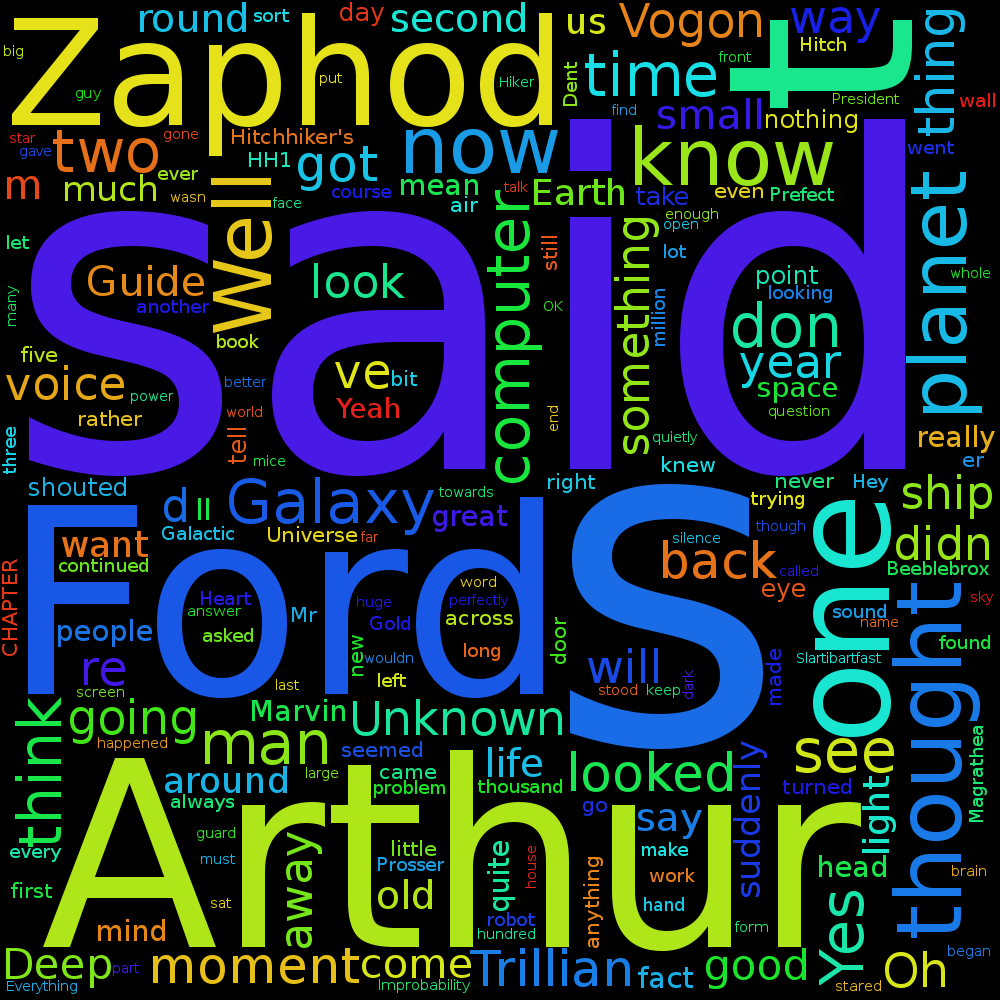 round
sort
day
second
us
Vogon
way
thing
big
Zaphod
put
guy
Hiker
Dent
time
front
Hitch
t
President
wall
find
star
gave
gone
two
Hitchhiker's
now
small
nothing
know
went
m
much
ever
wasn
HH1
got
course
mean
air
talk
Earth
take
even
Prefect
face
enough
open
let
Well
said
computer
still
something
lot
million
planet
whole
many
Guide
another
look
OK
point
looking
don
book
five
voice
power
better
ve
bit
year
space
question
rather
Yeah
world
tell
mice
end
quietly
really
three
knew
er
shouted
d
ll
Galaxy
towards
right
never
Hey
ship
trying
great
Galactic
Universe
far
though
silence
want
continued
Ford
S
back
called
one
didn
Beeblebrox
CHAPTER
Heart
answer
asked
Mr
huge
word
perfectly
Gold
across
eye
sound
name
sky
thought
people
re
new
wouldn
long
door
will
found
Slartibartfast
screen
last
left
stood
keep
dark
made
think
going
happened
Marvin
Unknown
man
seemed
see
around
large
came
problem
life
thousand
looked
suddenly
turned
light
Magrathea
always
Arthur
go
say
every
guard
must
little
Prosser
quite
house
make
head
brain
first
sat
away
old
work
anything
hand
robot
hundred
form
mind
Yes
began
Deep
part
Everything
moment
come
Improbability
Trillian
fact
good
stared
Oh